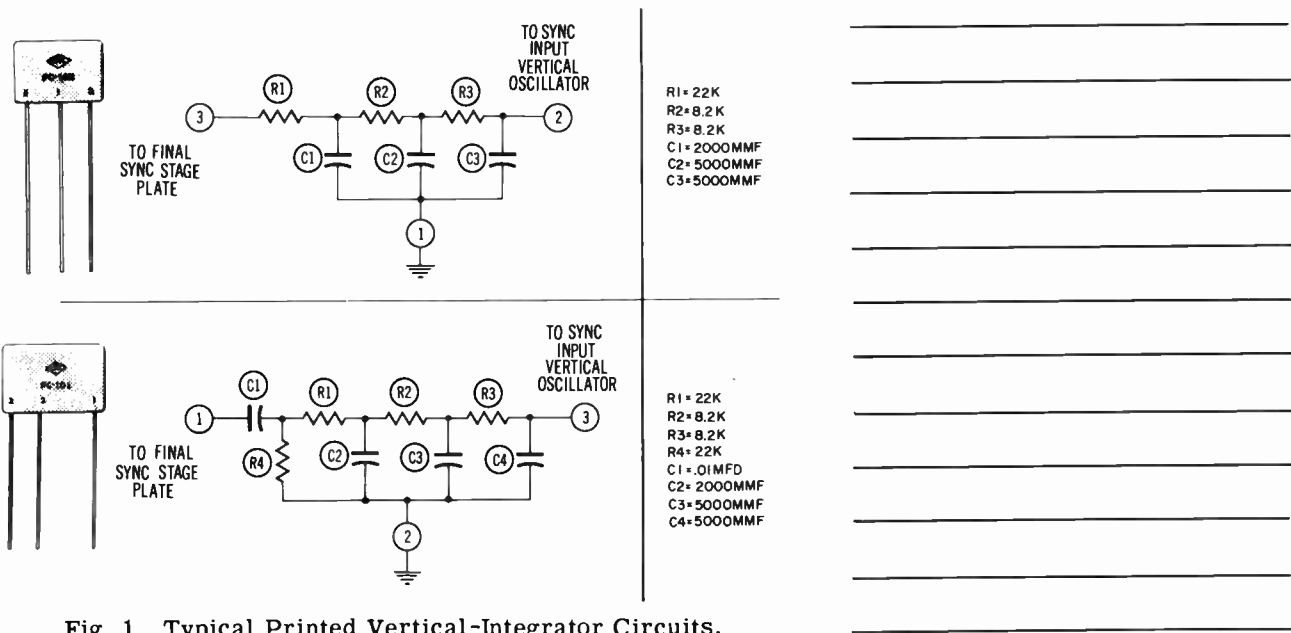 TO SYNC
INPUT
VERTICAL
OSCILLATOR
R1
R2
R3
3
2
TO FINAL
SYNC STAGE
PLATE
C1
C2
C3
1
R1=22K
R2=8.2K
R3=8.2K
C1=2000MMF
C2=5000MMF
C3=5000MMF
TO SYNC
INPUT
VERTICAL
OSCILLATOR
C1
R1
R2
R3
1
3
TO FINAL
SYNC STAGE
PLATE
R4
C2
C3
C4
2
R1=22K
R2=8.2K
R3=8.2K
R4=22K
C1=.01MFD
C2=2000MMF
C3=5000MMF
C4=5000MMF
Fig. 1. Typical Printed Vertical-Integrator Circuits.